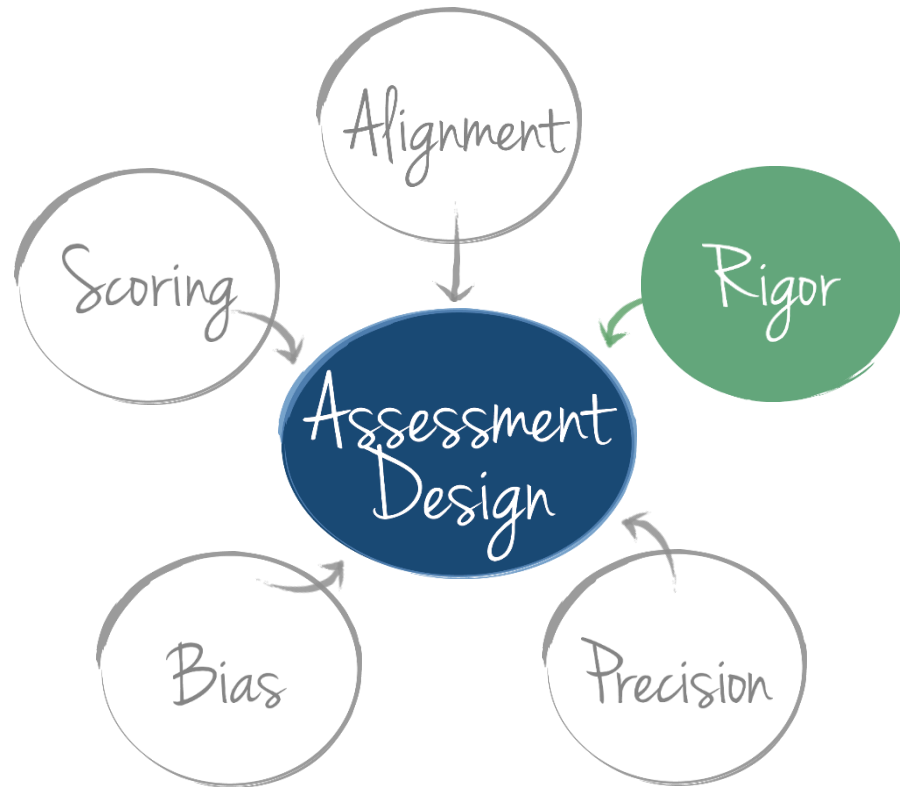 Alignment
Scoring
Rigor
Assessment
Design
Bias
Precision